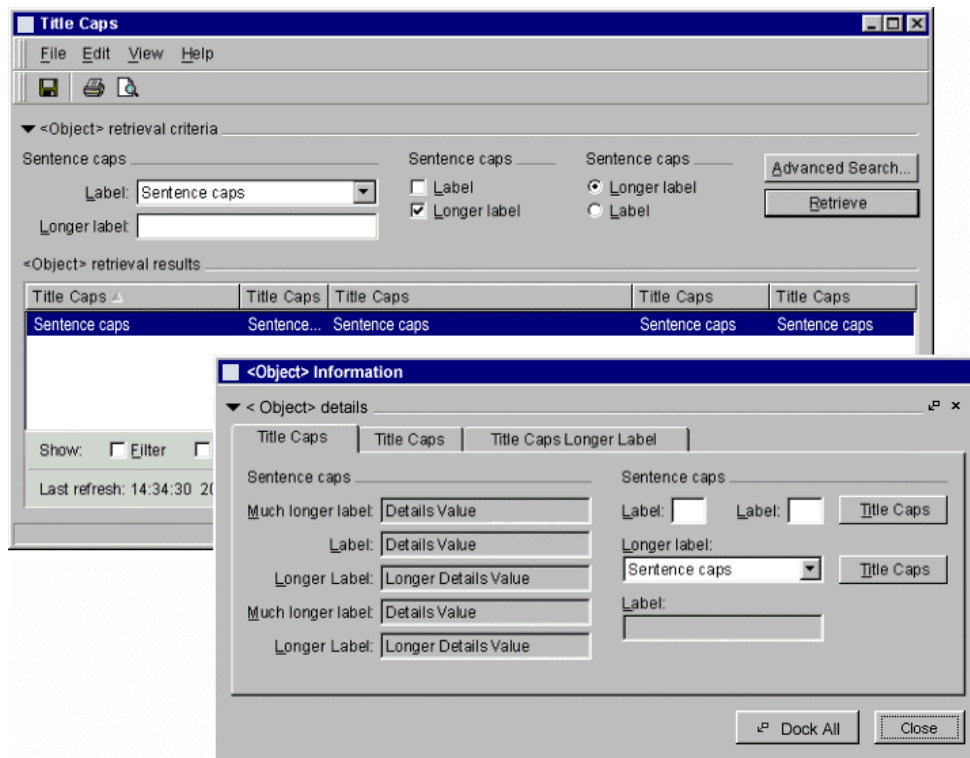 Title Caps
File Edit View Help
<Object> retrieval criteria
Sentence caps Sentence caps Sentence caps
Label: Sentence caps Label Longer label Advanced Search...
Longer label: Longer label Label Retrieve
<Object> retrieval results
Title Caps Title Caps Title Caps Title Caps Title Caps
Sentence caps Sentence... Sentence caps Sentence caps Sentence caps
Show: Filter
Last refresh: 14:34:30
<Object> Information
< Object> details
Title Caps Title Caps Title Caps Longer Label
Sentence caps Sentence caps
Much longer label: Details Value Label: Label: Title Caps
Label: Details Value Longer label:
Longer Label: Longer Details Value Sentence caps Title Caps
Much longer label: Details Value Label:
Longer Label: Longer Details Value
Dock All Close